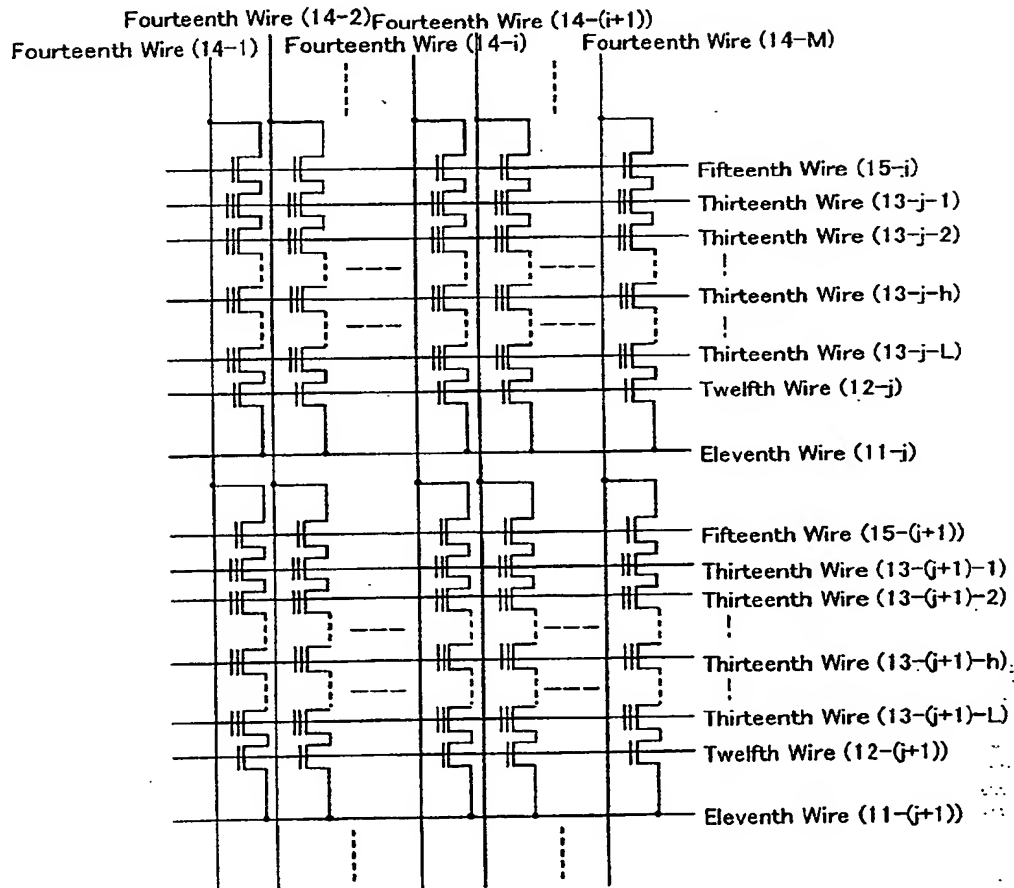 Fourteenth Wire (14-2) Fourteenth Wire (14-(i+1))
Fourteenth Wire (14-1) Fourteenth Wire (14-i) Fourteenth Wire (14-M)
Fifteenth Wire (15-j)
Thirteenth Wire (13-j-1)
Thirteenth Wire (13-j-2)
Thirteenth Wire (13-j-h)
Thirteenth Wire (13-j-L)
Twelfth Wire (12-j)
Eleventh Wire (11-j)
Fifteenth Wire (15-(j+1))
Thirteenth Wire (13-(j+1)-1)
Thirteenth Wire (13-(j+1)-2)
Thirteenth Wire (13-(j+1)-h)
Thirteenth Wire (13-(j+1)-L)
Twelfth Wire (12-(j+1))
Eleventh Wire (11-(j+1))